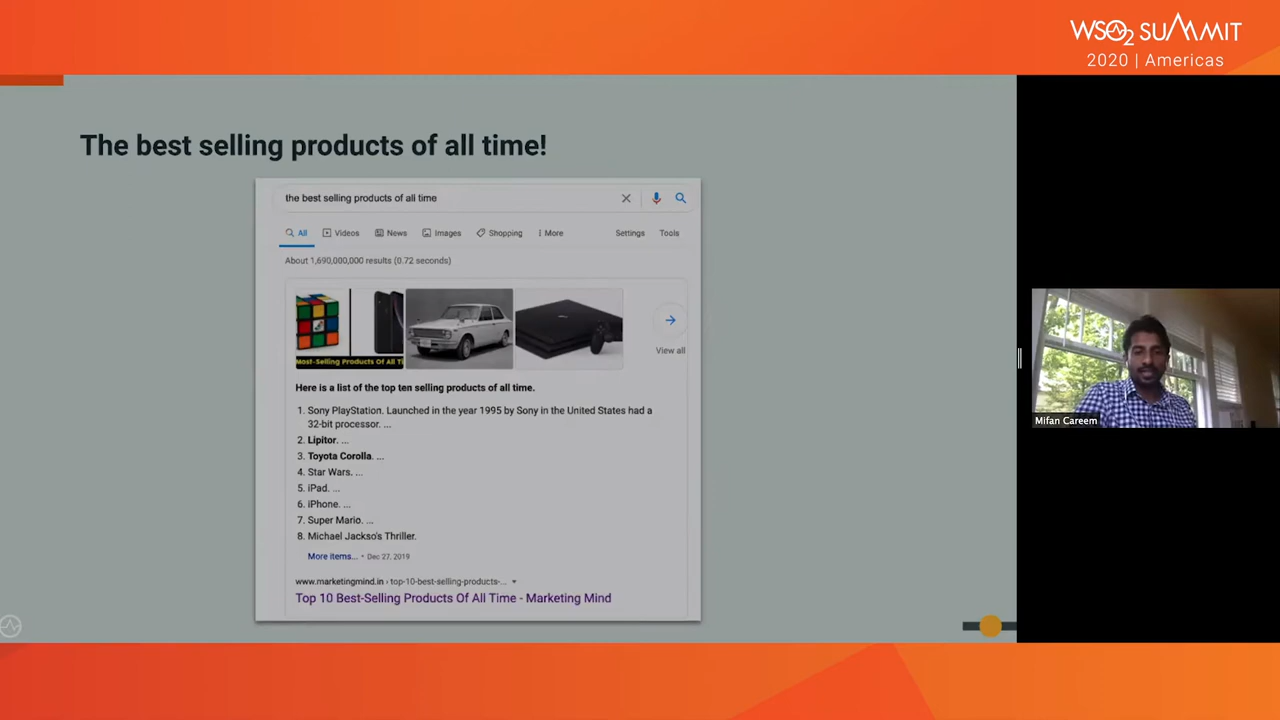 WSO2 SUMMIT
2020 | Americas
The best selling products of all time!
the best selling products of all time
All Videos News Images Shopping More Settings Tools
About 1,690,000,000 results (0.72 seconds)
Most-Selling Products Of All Ti
View all
Here is a list of the top ten selling products of all time.
1. Sony PlayStation. Launched in the year 1995 by Sony in the United States had a
32-bit processor. ...
2. Lipitor. ...
3. Toyota Corolla. ...
4. Star Wars. ...
5. iPad. ...
6. iPhone. ...
7. Super Mario. ...
8. Michael Jackso's Thriller.
More items... • Dec 27, 2019
www.marketingmind.in › top-10-best-selling-products-...
Top 10 Best-Selling Products Of All Time - Marketing Mind
Mifan Careem